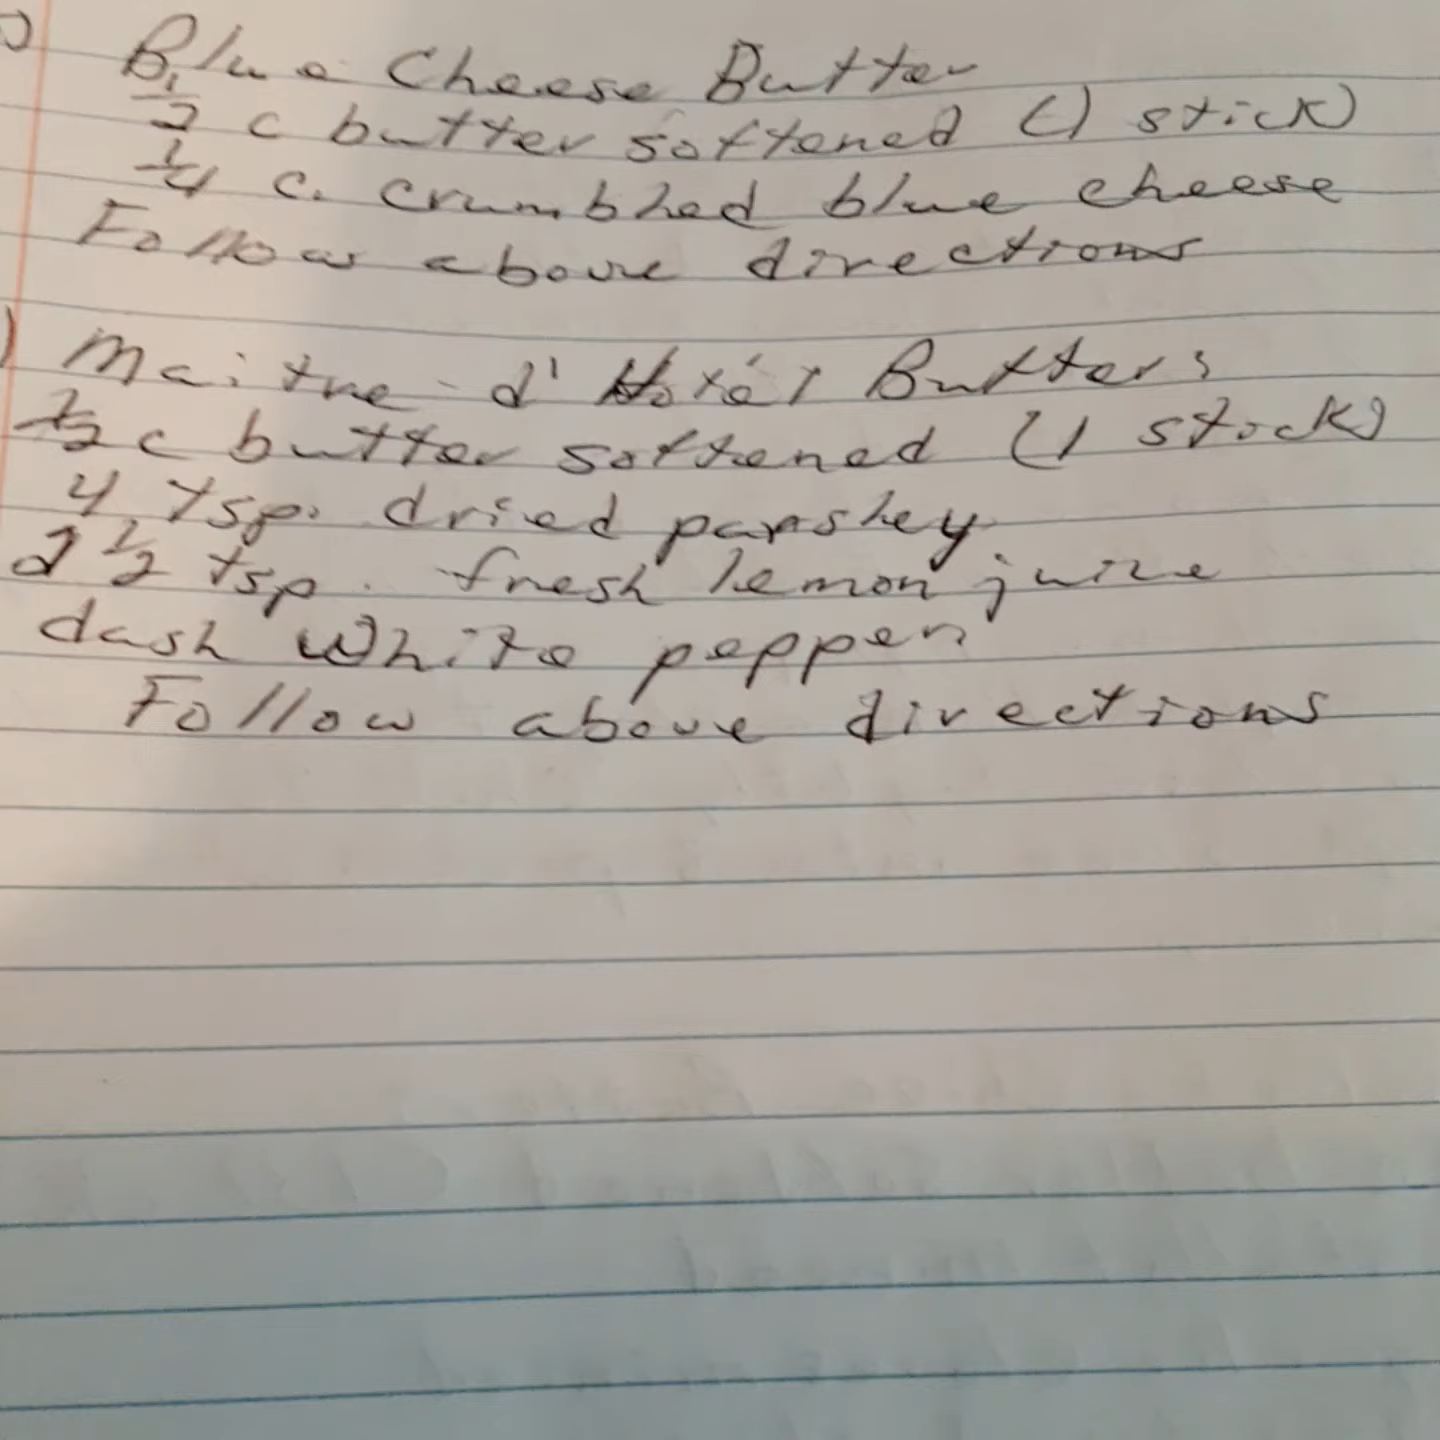 ) Blue Cheese Butter
1/2 c butter softened (1 stick)
1/4 c. crumbled blue cheese
Follow above directions
) Maitre-d' Hotél Butter:
1/2 c butter softened (1 stick)
4 tsp. dried parsley
2 1/2 tsp. fresh lemon juice
dash white pepper
Follow above directions